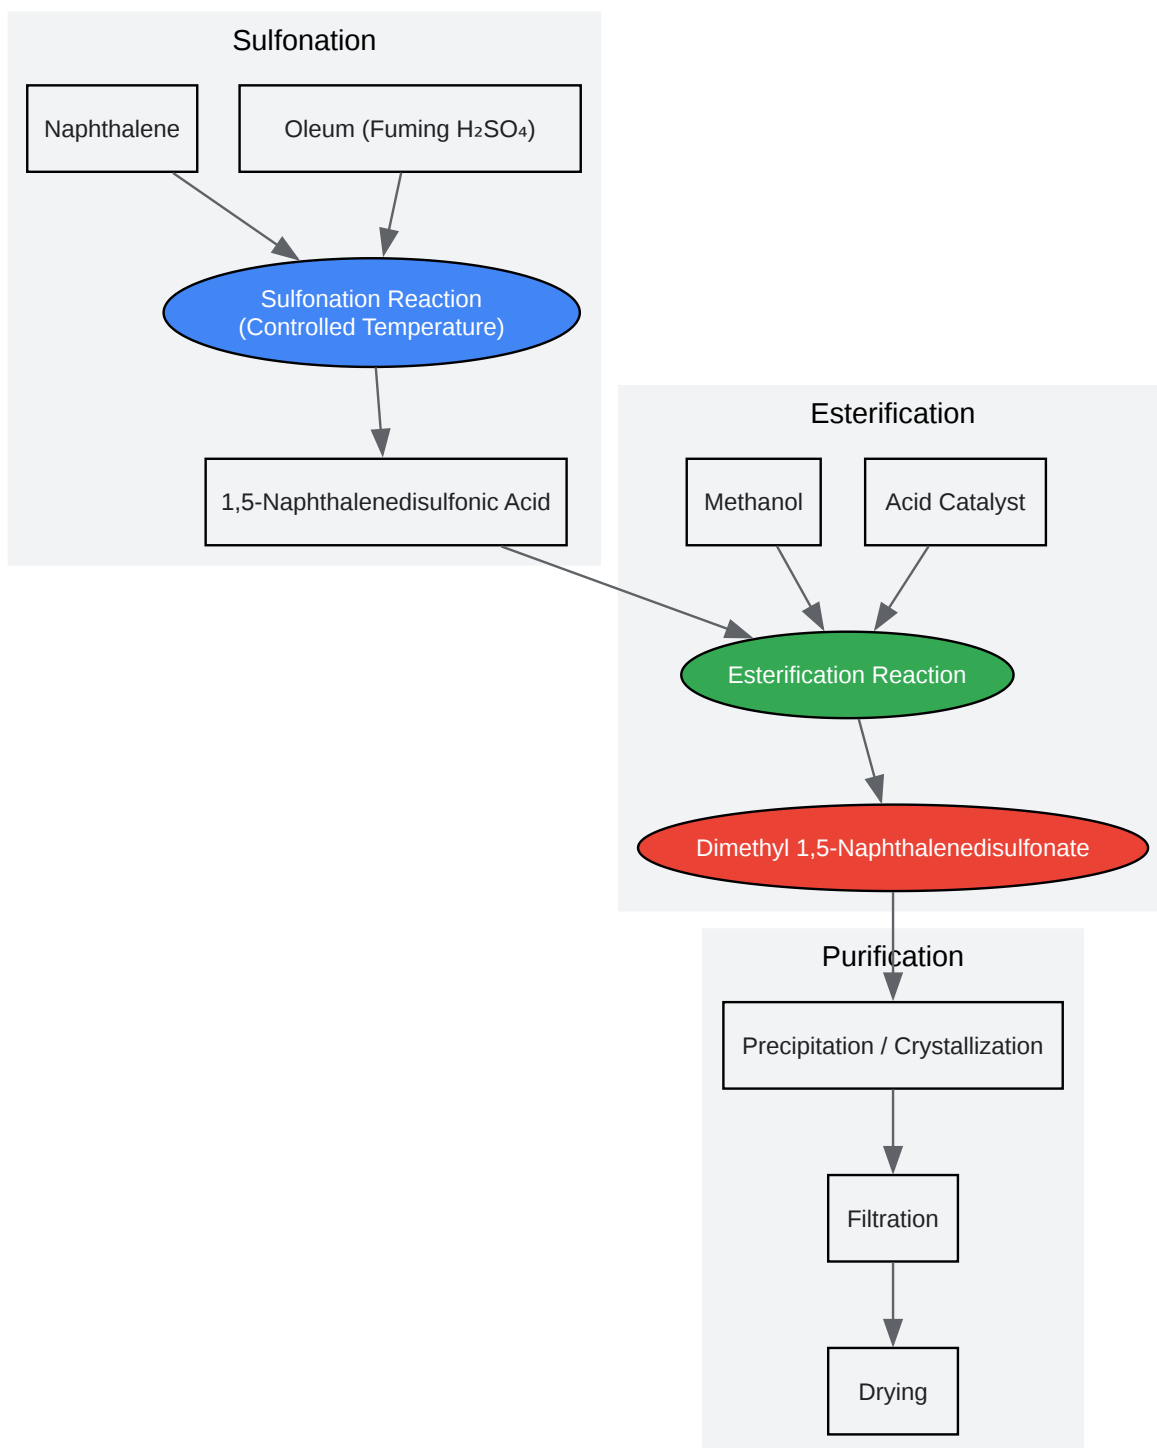 Sulfonation
Naphthalene
Oleum (Fuming H₂SO₄)
Sulfonation Reaction
(Controlled Temperature)
1,5-Naphthalenedisulfonic Acid
Esterification
Methanol
Acid Catalyst
Esterification Reaction
Dimethyl 1,5-Naphthalenedisulfonate
Purification
Precipitation / Crystallization
Filtration
Drying